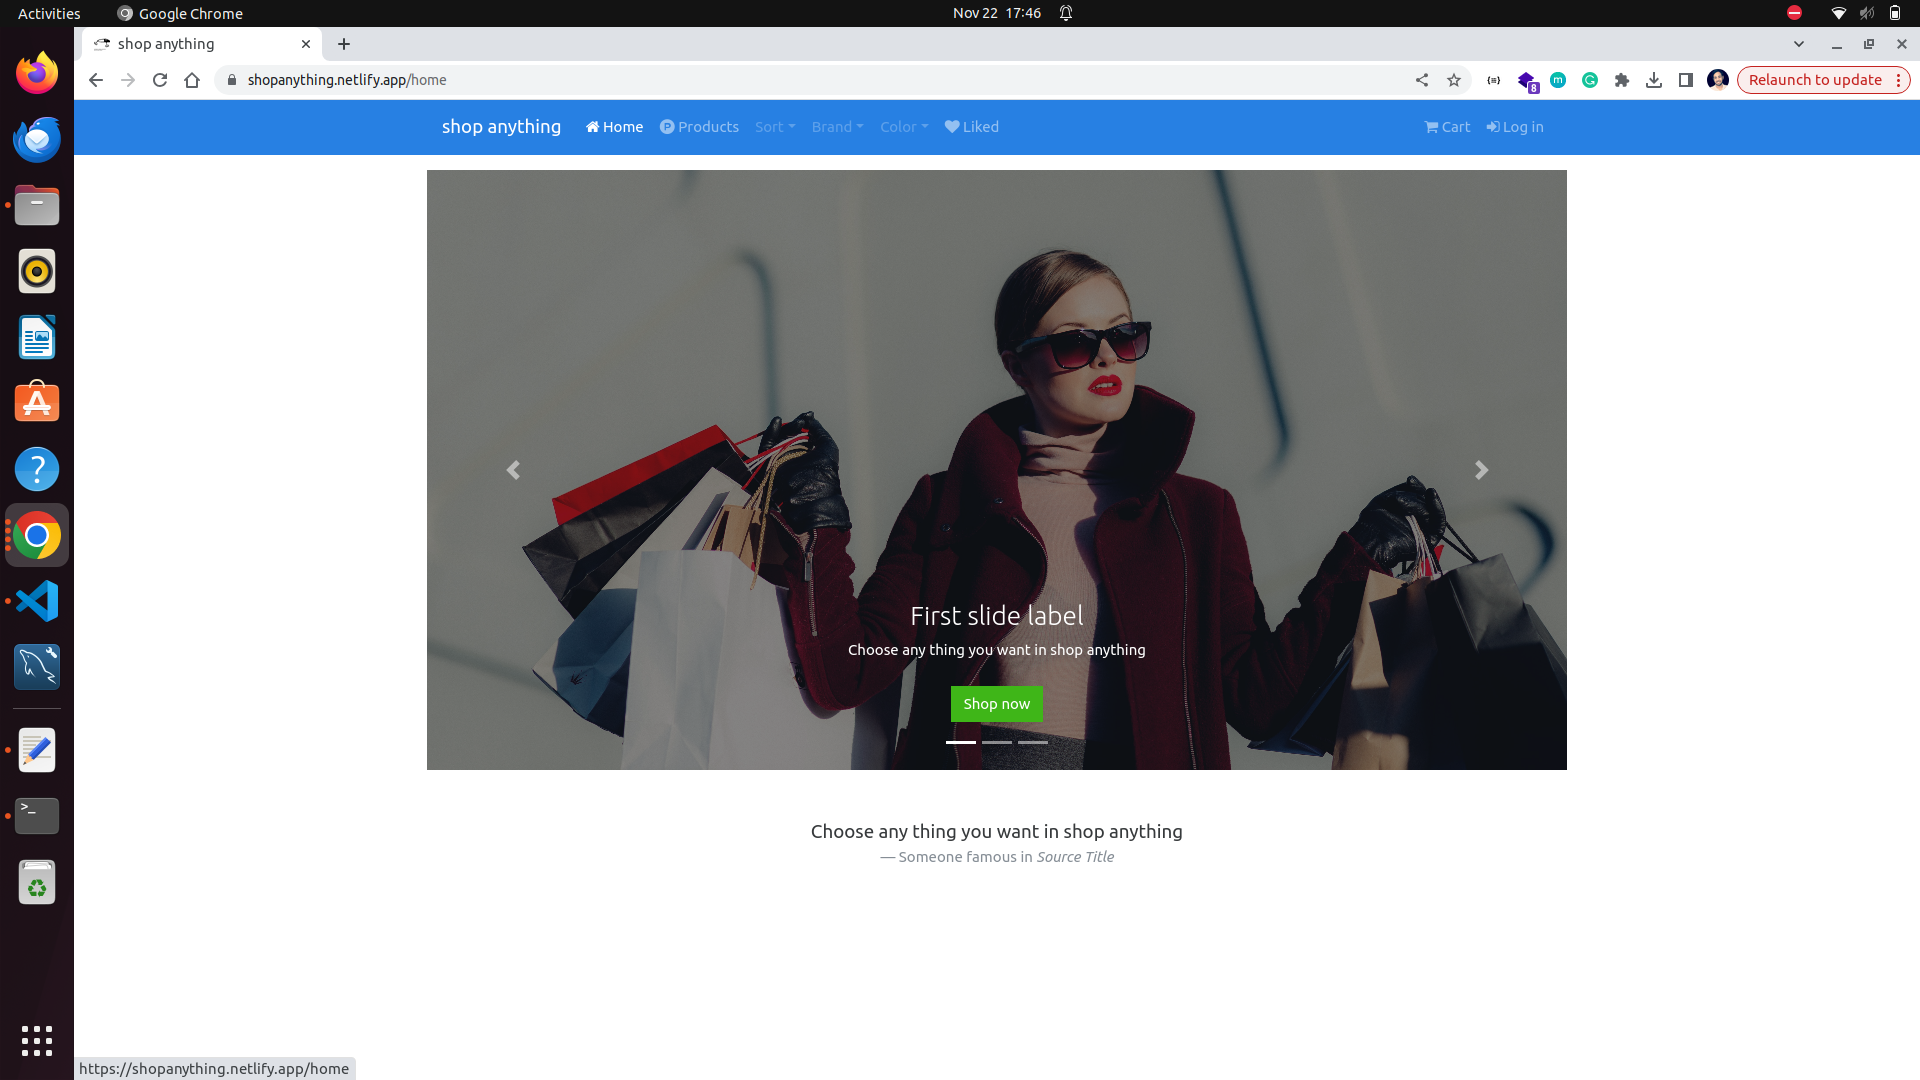 Activities Google Chrome Nov 22 17:46
shop anything
shopanything.netlify.app/home Relaunch to update
8
shop anything Home Products Sort Brand Color Liked Cart Log in
First slide label
Choose any thing you want in shop anything
Shop now
Choose any thing you want in shop anything
— Someone famous in Source Title
https://shopanything.netlify.app/home